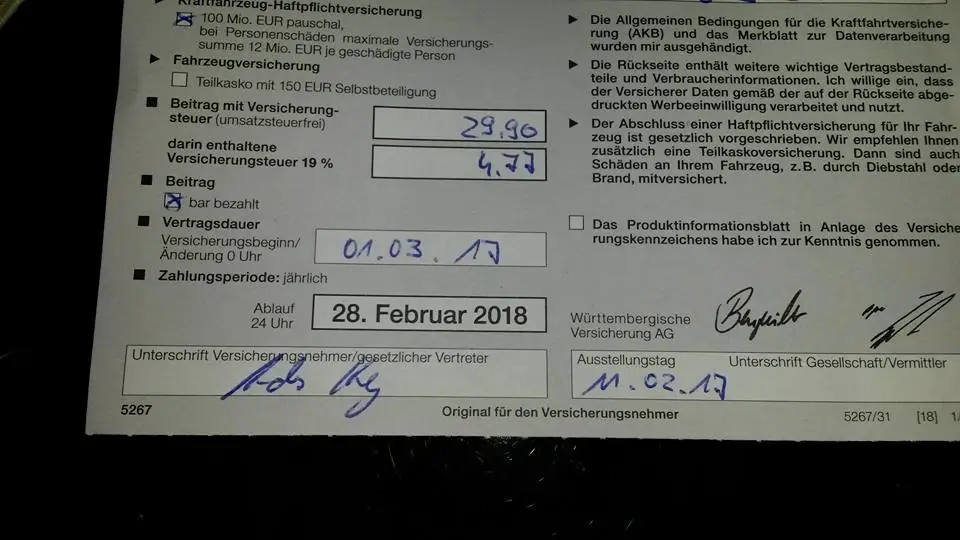 Kraftfahrzeug-Haftpflichtversicherung
100 Mio. EUR pauschal,
bei Personenschäden maximale Versicherungs-
summe 12 Mio. EUR je geschädigte Person
Fahrzeugversicherung
Teilkasko mit 150 EUR Selbstbeteiligung
Beitrag mit Versicherung-
steuer (umsatzsteuerfrei)
29,90
darin enthaltene
Versicherungsteuer 19 %
4,77
Beitrag
bar bezahlt
Vertragsdauer
Versicherungsbeginn/
Änderung 0 Uhr
01.03.17
Zahlungsperiode: jährlich
Ablauf
24 Uhr
28. Februar 2018
Unterschrift Versicherungsnehmer/gesetzlicher Vertreter
Die Allgemeinen Bedingungen für die Kraftfahrtversiche-
rung (AKB) und das Merkblatt zur Datenverarbeitung
wurden mir ausgehändigt.
Die Rückseite enthält weitere wichtige Vertragsbestand-
teile und Verbraucherinformationen. Ich willige ein, dass
der Versicherer Daten gemäß der auf der Rückseite abge-
druckten Werbeeinwilligung verarbeitet und nutzt.
Der Abschluss einer Haftpflichtversicherung für Ihr Fahr-
zeug ist gesetzlich vorgeschrieben. Wir empfehlen Ihnen
zusätzlich eine Teilkaskoversicherung. Dann sind auch
Schäden an Ihrem Fahrzeug, z.B. durch Diebstahl oder
Brand, mitversichert.
Das Produktinformationsblatt in Anlage des Versiche
rungskennzeichens habe ich zur Kenntnis genommen.
Württembergische
Versicherung AG
Ausstellungstag
Unterschrift Gesellschaft/Vermittler
11.02.17
5267
Original für den Versicherungsnehmer
5267/31 [18] 1/